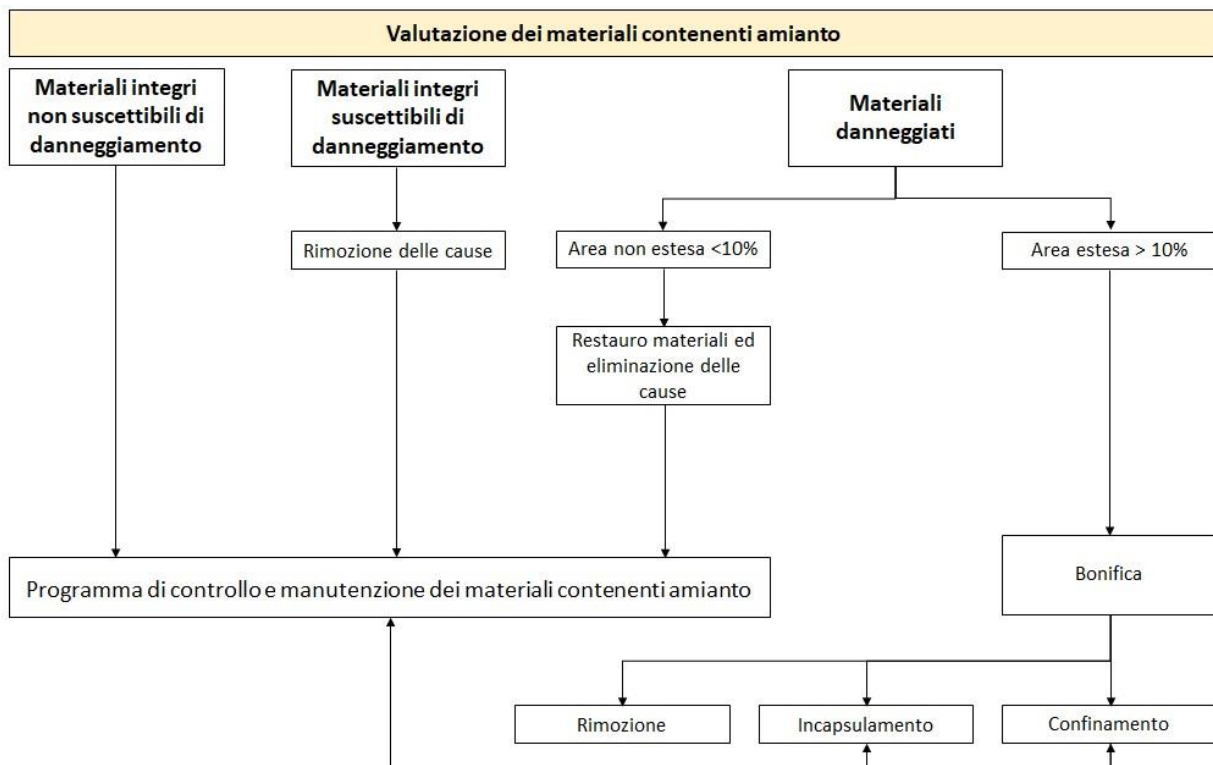 Valutazione dei materiali contenenti amianto
Materiali integri
non suscettibili di
danneggiamento
Materiali integri
suscettibili di
danneggiamento
Materiali
danneggiati
Rimozione delle cause
Area non estesa <10%
Area estesa > 10%
Restauro materiali ed
eliminazione delle
cause
Programma di controllo e manutenzione dei materiali contenenti amianto
Bonifica
Rimozione
Incapsulamento
Confinamento